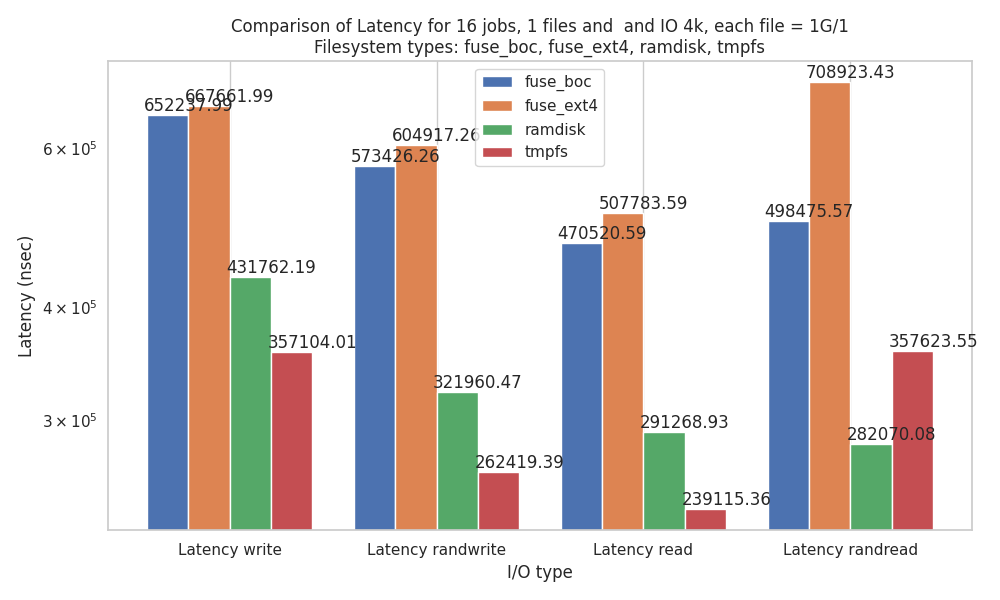 Comparison of Latency for 16 jobs, 1 files and  and IO 4k, each file = 1G/1
Filesystem types: fuse_boc, fuse_ext4, ramdisk, tmpfs
fuse_boc
fuse_ext4
ramdisk
tmpfs
Latency (nsec)
6 × 10⁵
4 × 10⁵
3 × 10⁵
652237.99
667661.99
431762.19
357104.01
573426.26
604917.26
321960.47
262419.39
470520.59
507783.59
291268.93
239115.36
498475.57
708923.43
282070.08
357623.55
Latency write
Latency randwrite
Latency read
Latency randread
I/O type